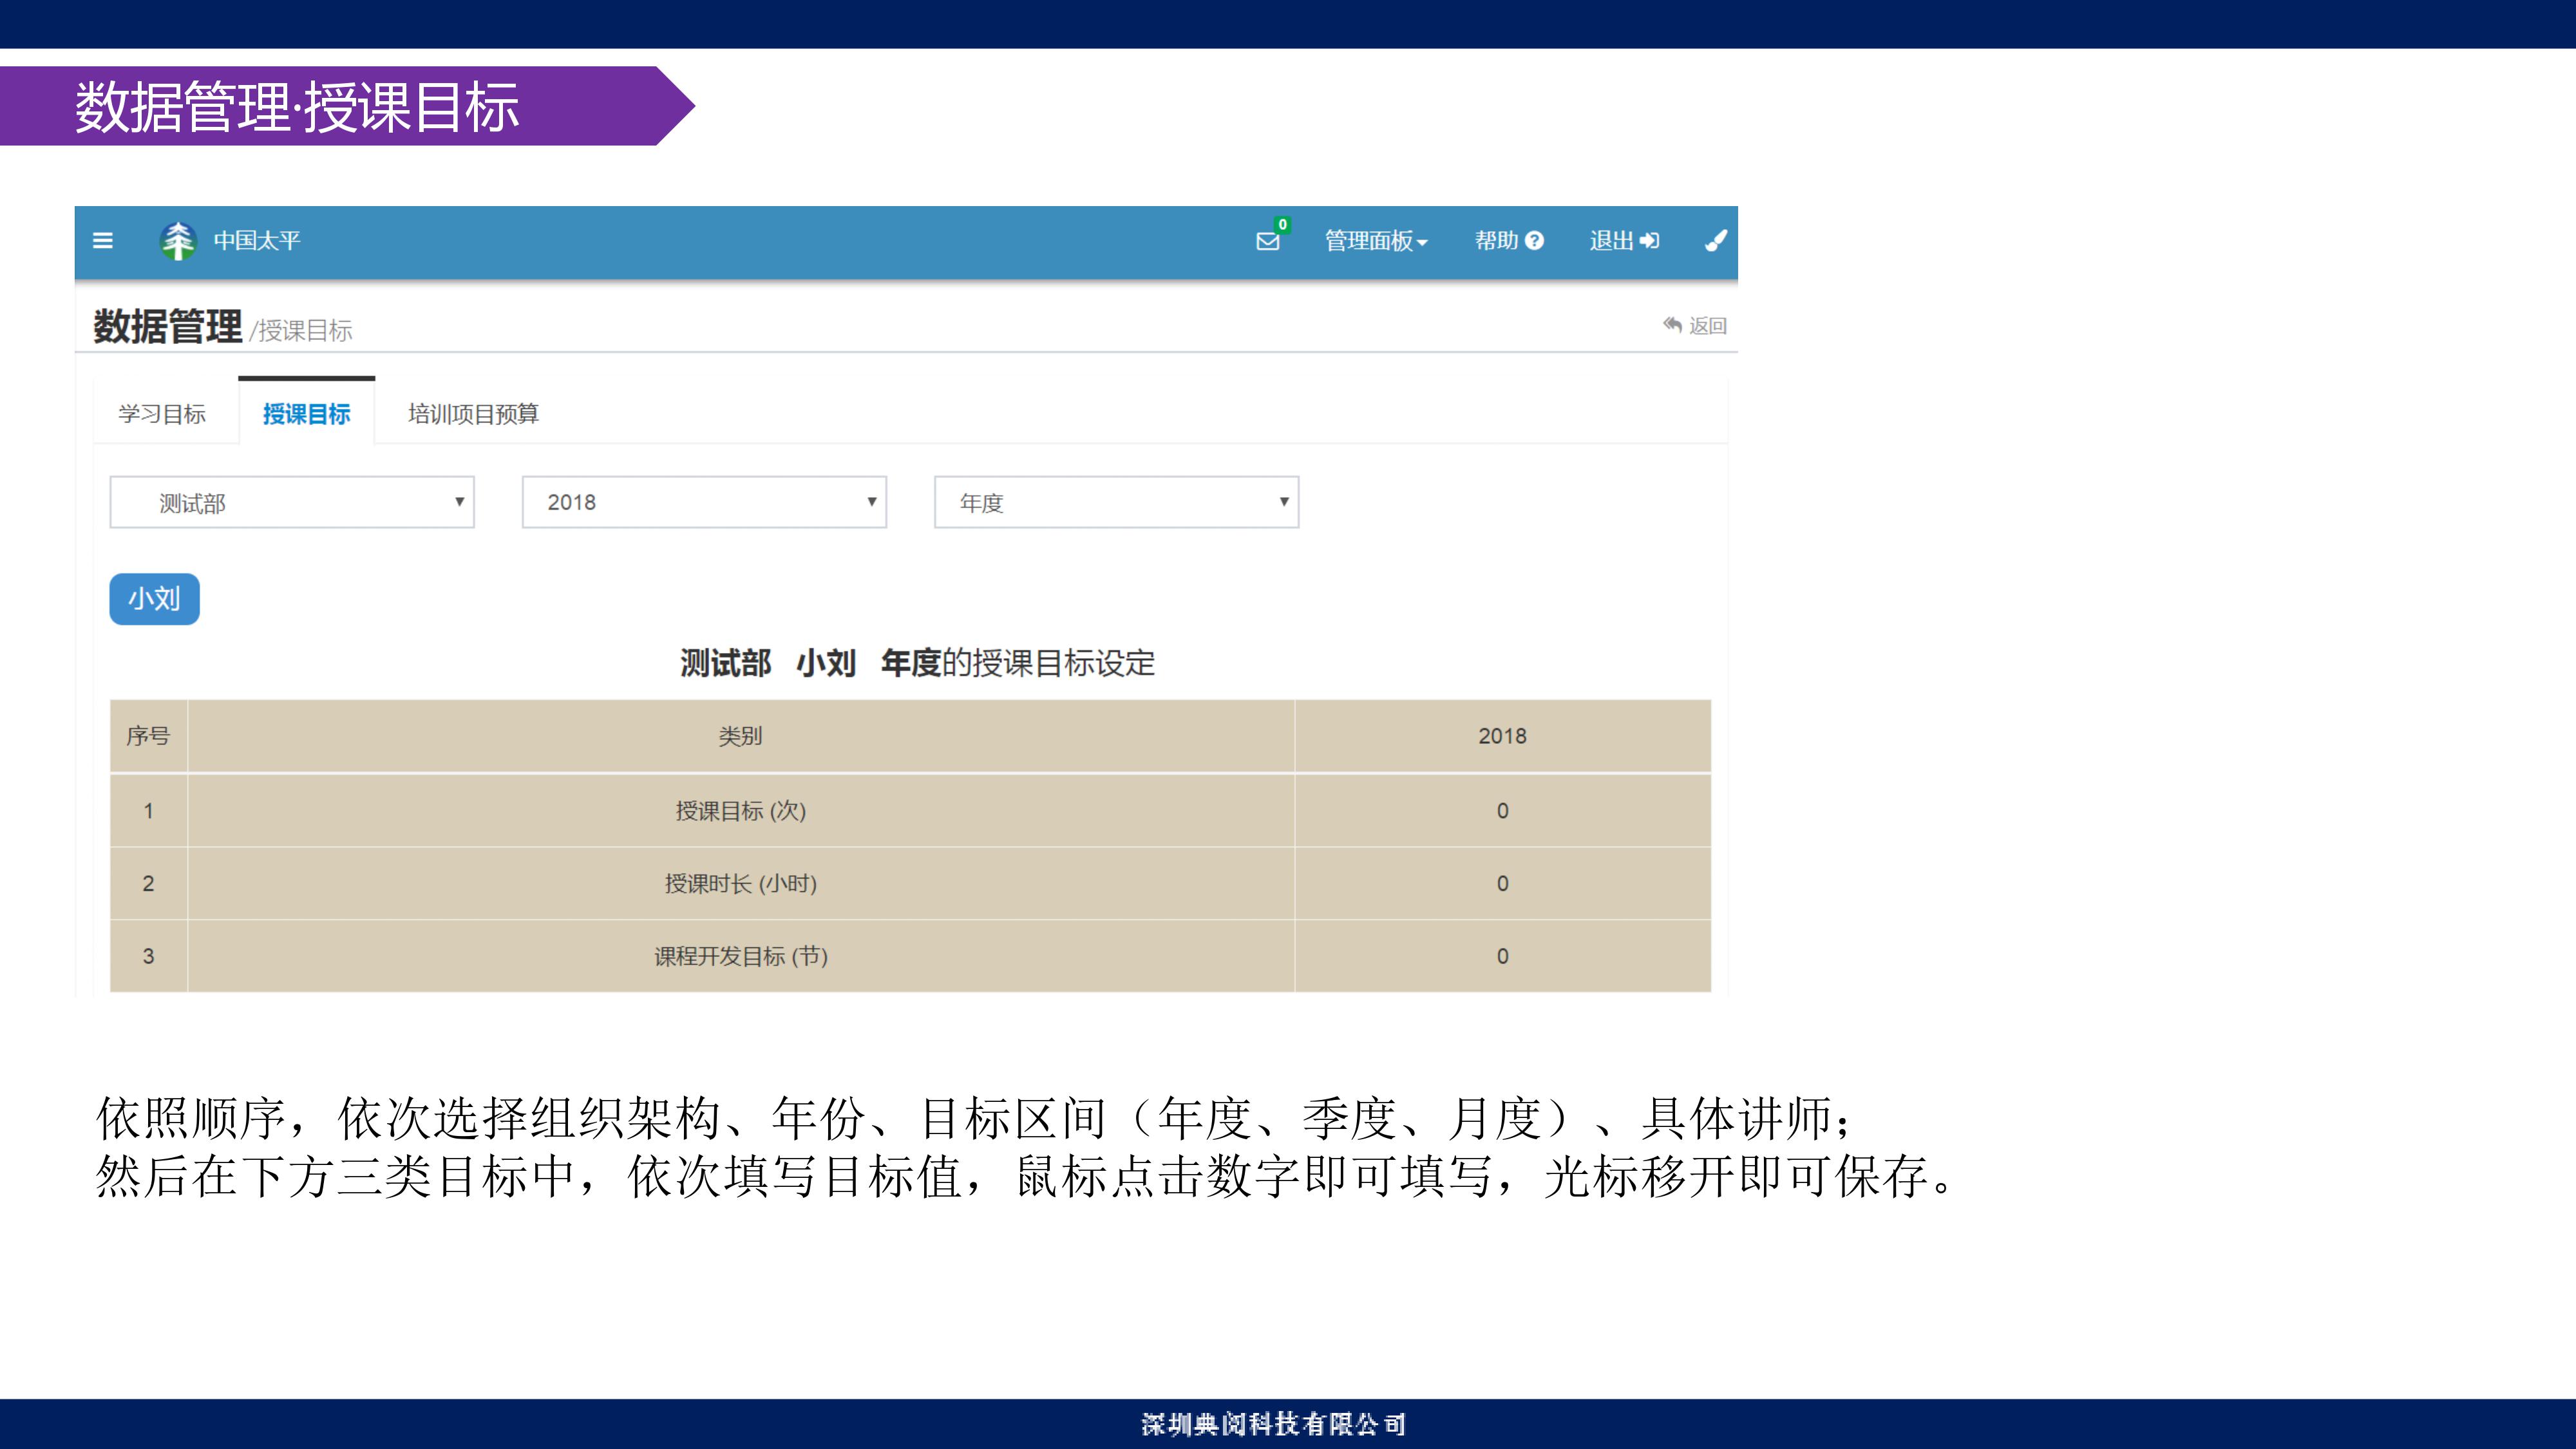 数据管理·授课目标
中国太平
0
管理面板
帮助
退出
数据管理/授课目标
返回
学习目标 授课目标 培训项目预算
测试部 2018 年度
小刘
测试部 小刘 年度的授课目标设定
序号 类别 2018
1 授课目标 (次) 0
2 授课时长 (小时) 0
3 课程开发目标 (节) 0
依照顺序，依次选择组织架构、年份、目标区间（年度、季度、月度）、具体讲师；
然后在下方三类目标中，依次填写目标值，鼠标点击数字即可填写，光标移开即可保存。
深圳典阅科技有限公司